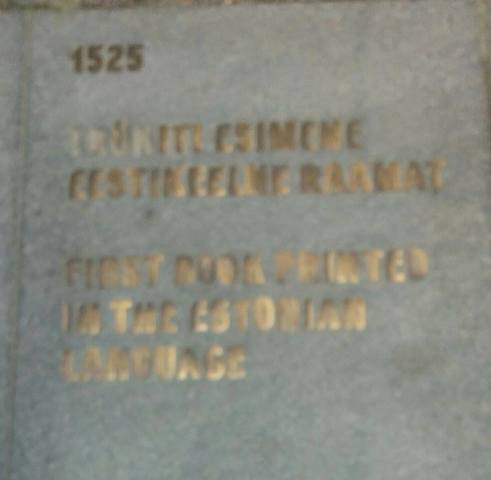 1525
TRÜKITI ESIMENE
EESTIKEELNE RAAMAT
FIRST BOOK PRINTED
IN THE ESTONIAN
LANGUAGE